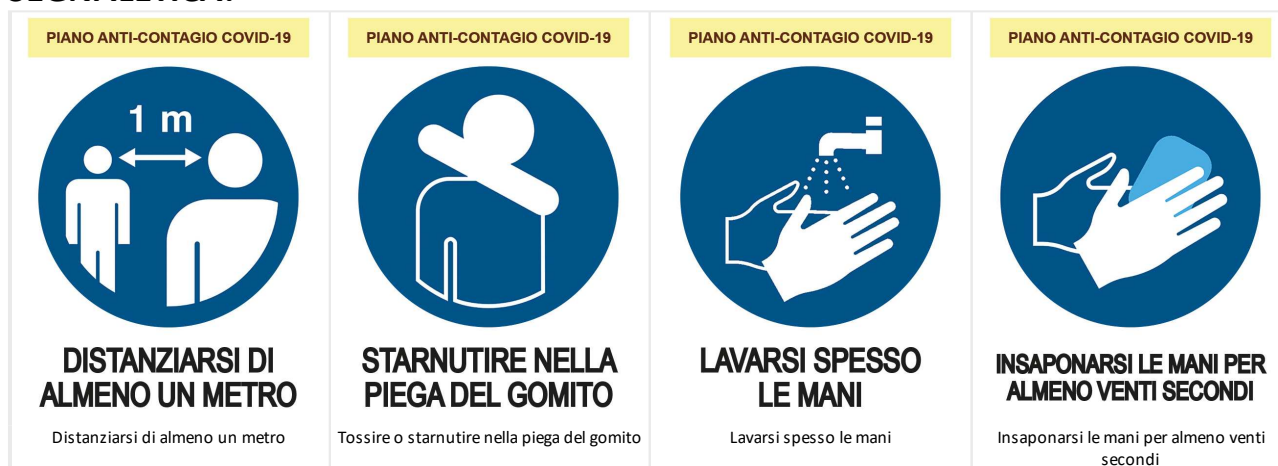 PIANO ANTI-CONTAGIO COVID-19
1 m
DISTANZIARSI DI
ALMENO UN METRO
Distanziarsi di almeno un metro
PIANO ANTI-CONTAGIO COVID-19
STARNUTIRE NELLA
PIEGA DEL GOMITO
Tossire o starnutire nella piega del gomito
PIANO ANTI-CONTAGIO COVID-19
LAVARSI SPESSO
LE MANI
Lavarsi spesso le mani
PIANO ANTI-CONTAGIO COVID-19
INSAPONARSI LE MANI PER
ALMENO VENTI SECONDI
Insaponarsi le mani per almeno venti
secondi